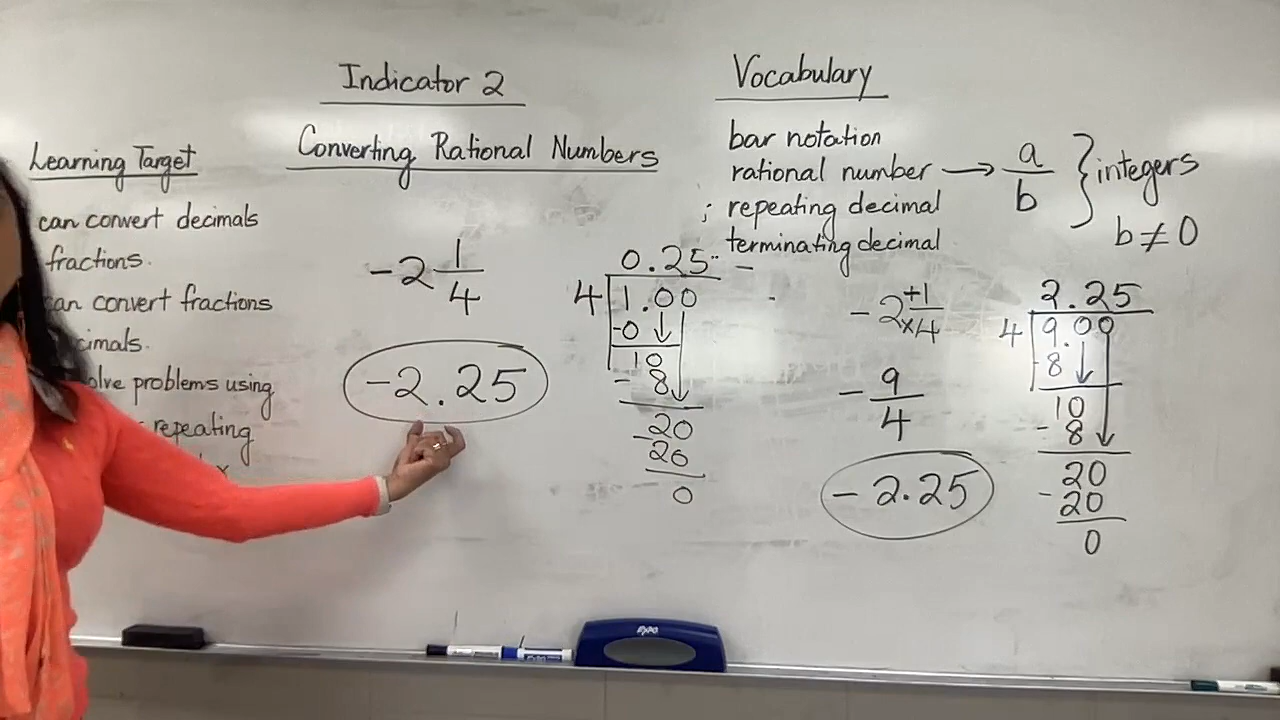 Indicator 2
Converting Rational Numbers
Learning Target
can convert decimals
fractions.
can convert fractions
cimals.
olve problems using
repeating
-2 1/4
-2.25
0.25
4 1.00
-0
10
- 8
20
- 20
0
Vocabulary
bar notation
rational number → a/b } integers
b ≠ 0
repeating decimal
terminating decimal
-2 +1/×4
- 9/4
-2.25
2.25
4 9.00
-8
10
- 8
20
- 20
0
EXPO